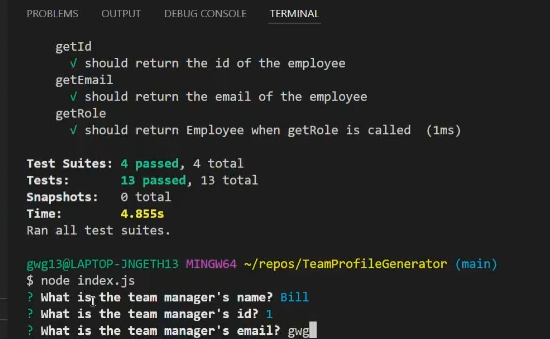 PROBLEMS OUTPUT DEBUG CONSOLE TERMINAL
getId
√ should return the id of the employee
getEmail
√ should return the email of the employee
getRole
√ should return Employee when getRole is called (1ms)
Test Suites: 4 passed, 4 total
Tests: 13 passed, 13 total
Snapshots: 0 total
Time: 4.855s
Ran all test suites.
gwg13@LAPTOP-JNGETH13 MINGW64 ~/repos/TeamProfileGenerator (main)
$ node index.js
? What is the team manager's name? Bill
? What is the team manager's id? 1
? What is the team manager's email? gwg